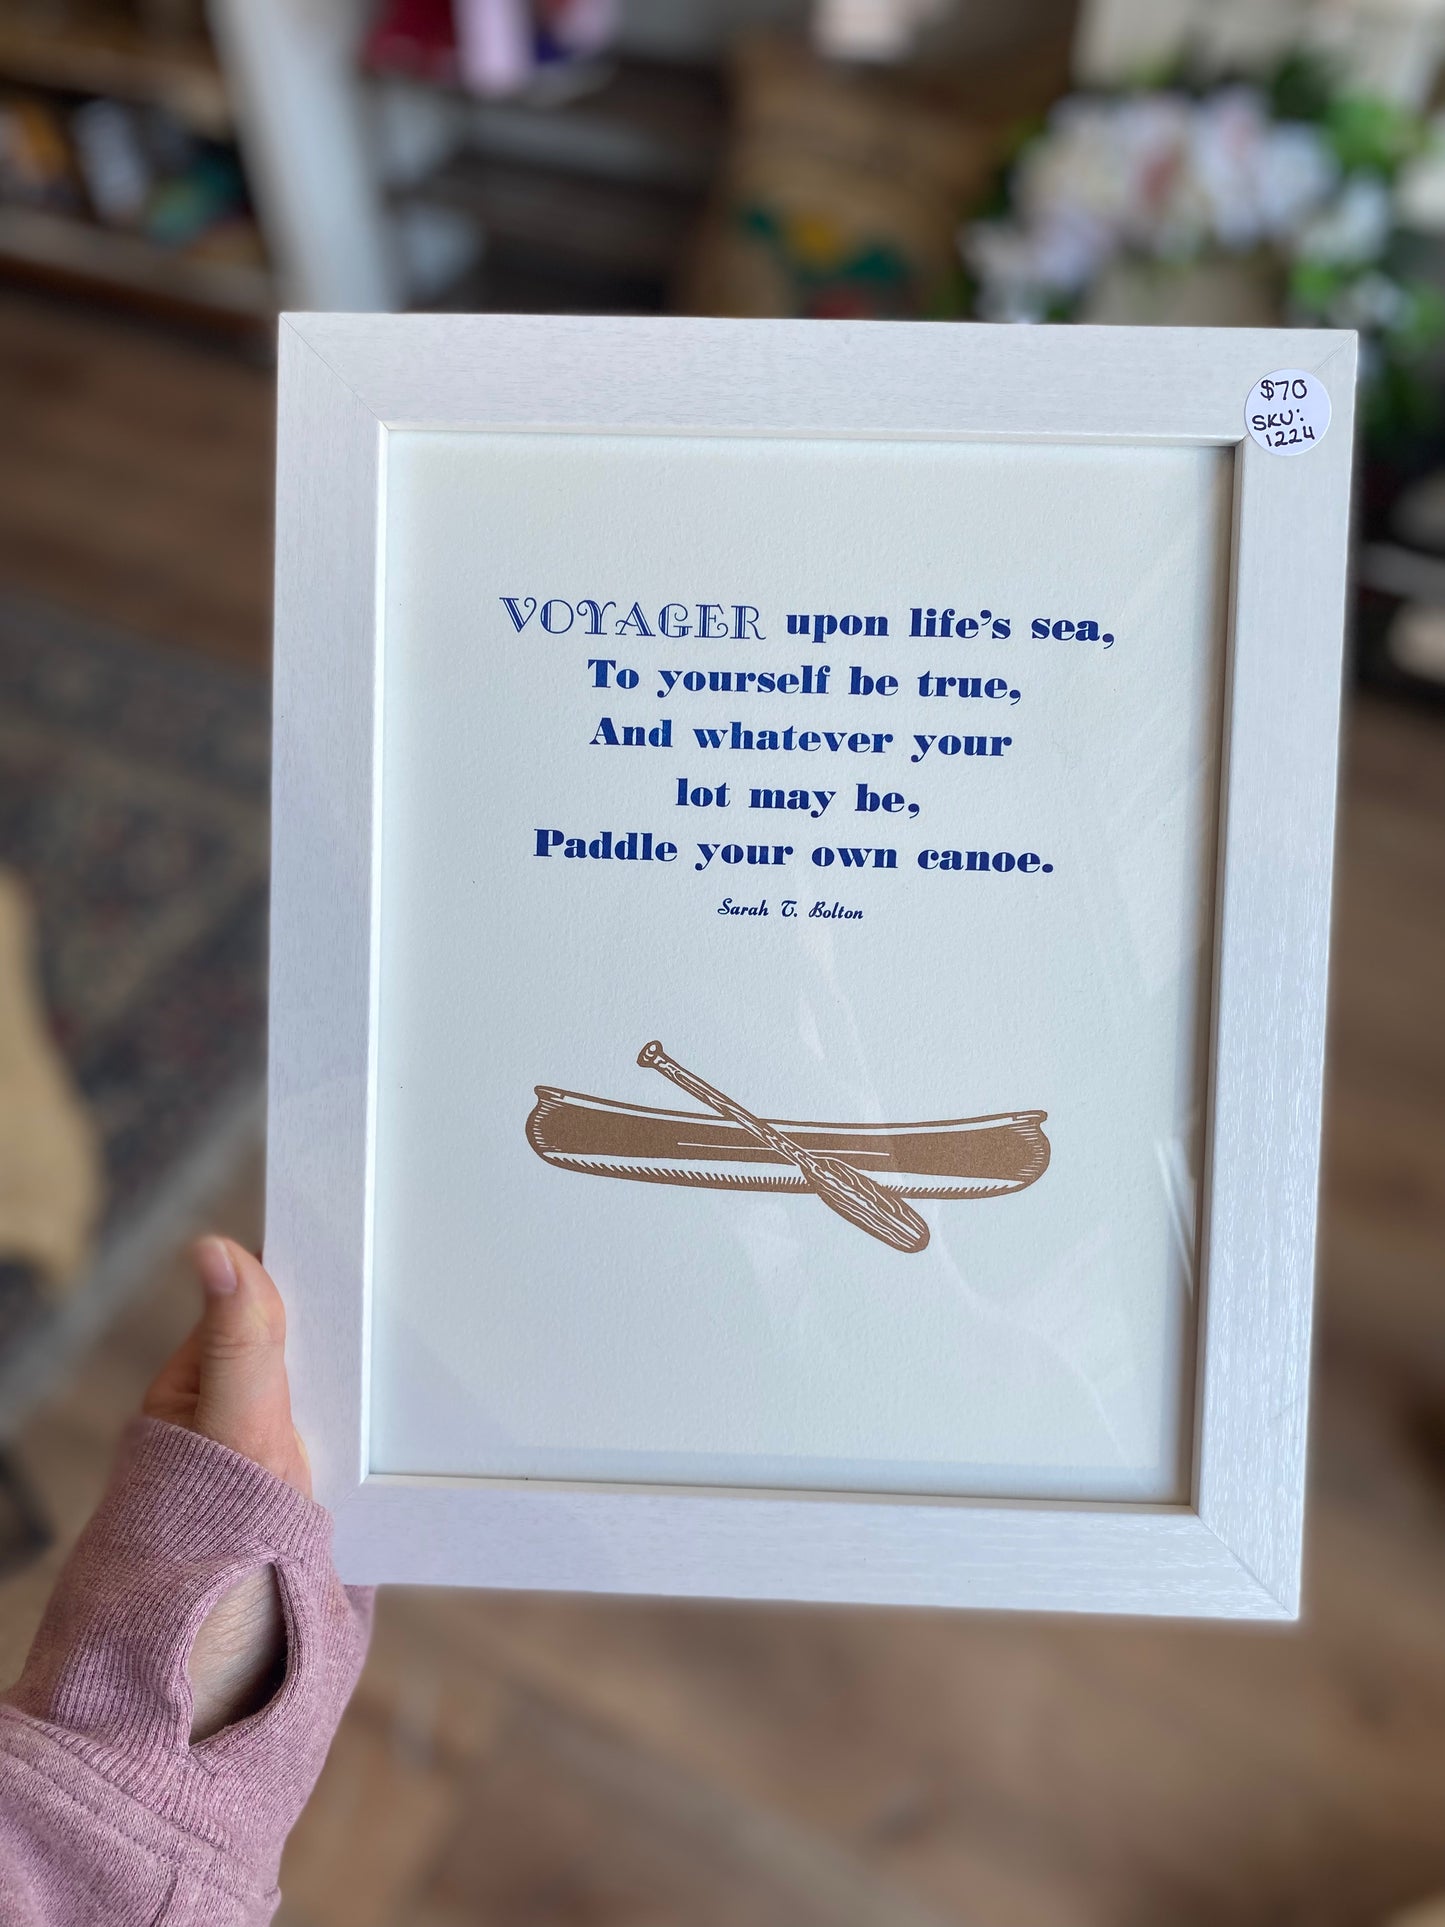 $70
SKU:
1224
VOYAGER upon life's sea,
To yourself be true,
And whatever your
lot may be,
Paddle your own canoe.
Sarah T. Bolton